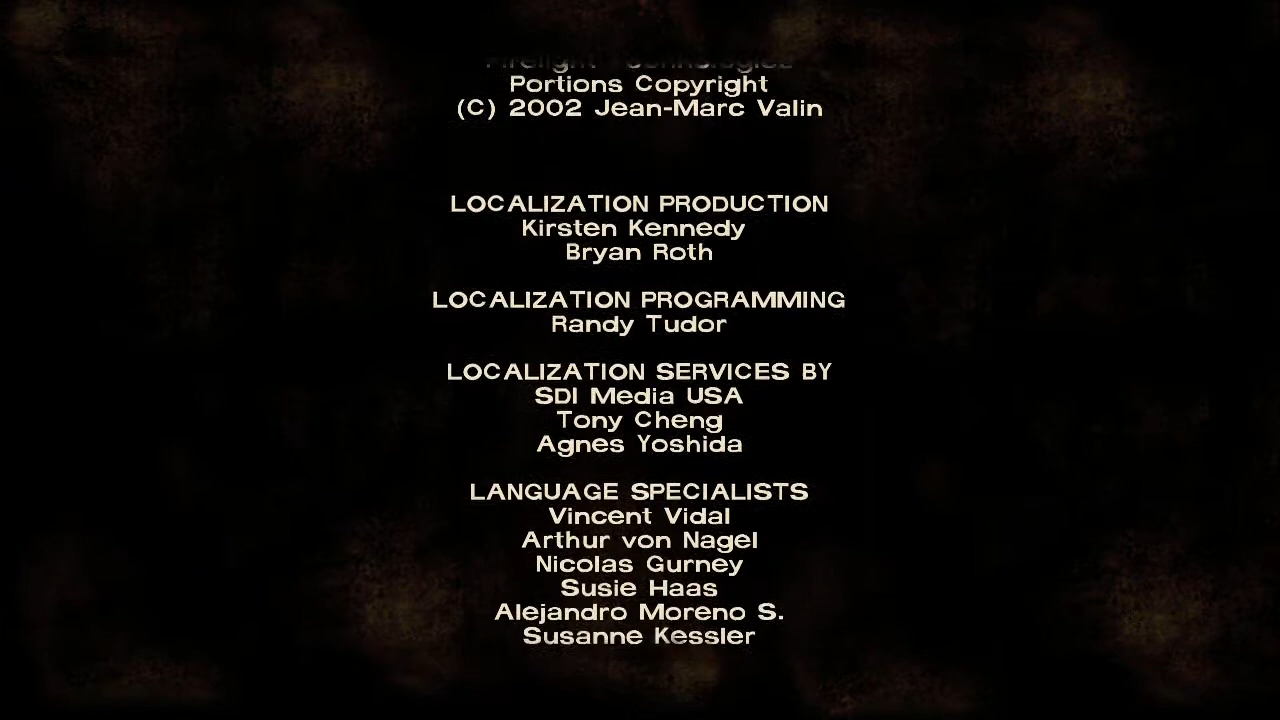 Firelight Technologies
Portions Copyright
(C) 2002 Jean-Marc Valin
LOCALIZATION PRODUCTION
Kirsten Kennedy
Bryan Roth
LOCALIZATION PROGRAMMING
Randy Tudor
LOCALIZATION SERVICES BY
SDI Media USA
Tony Cheng
Agnes Yoshida
LANGUAGE SPECIALISTS
Vincent Vidal
Arthur von Nagel
Nicolas Gurney
Susie Haas
Alejandro Moreno S.
Susanne Kessler